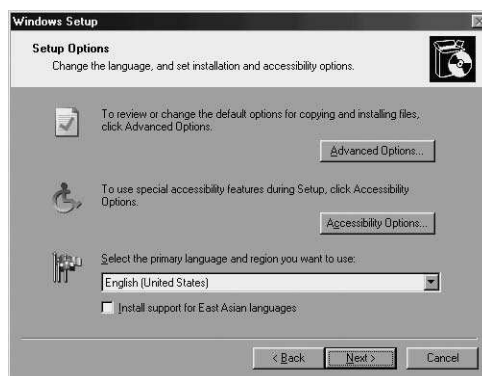 Windows Setup
Setup Options
Change the language, and set installation and accessibility options.
To review or change the default options for copying and installing files,
click Advanced Options.
Advanced Options...
To use special accessibility features during Setup, click Accessibility
Options.
Accessibility Options...
Select the primary language and region you want to use:
English (United States)
Install support for East Asian languages
< Back
Next >
Cancel